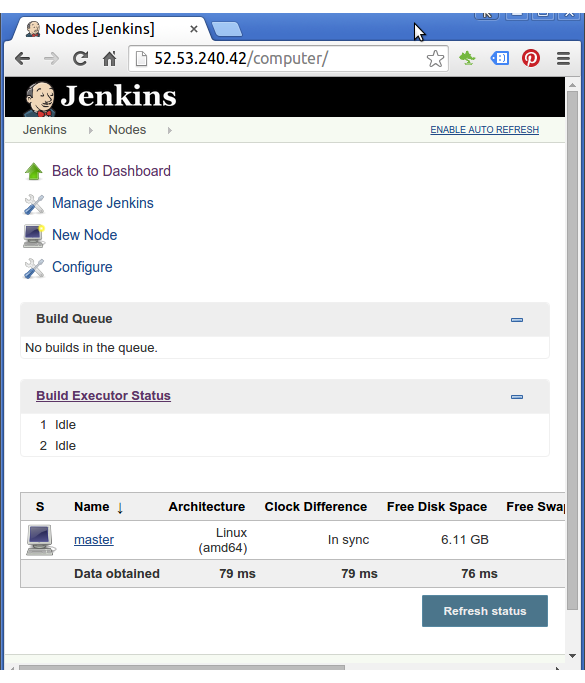 Nodes [Jenkins] ×
52.53.240.42/computer/
Jenkins
Jenkins Nodes ENABLE AUTO REFRESH
Back to Dashboard
Manage Jenkins
New Node
Configure
Build Queue
No builds in the queue.
Build Executor Status
1 Idle
2 Idle
S Name ↓ Architecture Clock Difference Free Disk Space Free Swap
master Linux (amd64) In sync 6.11 GB
Data obtained 79 ms 79 ms 76 ms
Refresh status